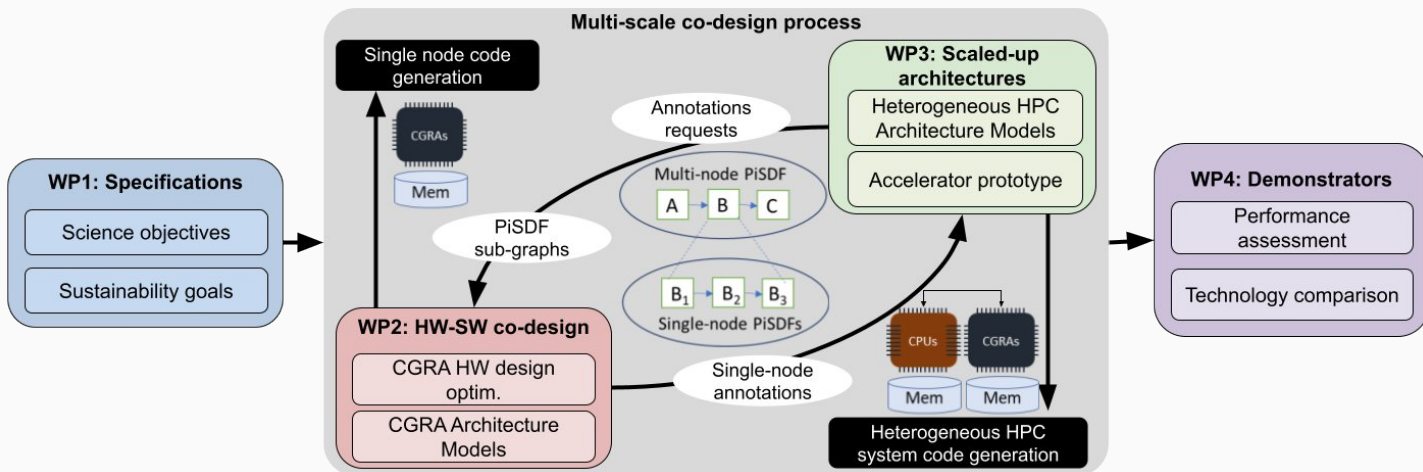 Multi-scale co-design process
Single node code
generation
CGRAs
Mem
WP1: Specifications
Science objectives
Sustainability goals
Annotations
requests
PiSDF
sub-graphs
Multi-node PiSDF
A B C
B1 B2 B3
Single-node PiSDFs
WP2: HW-SW co-design
CGRA HW design
optim.
CGRA Architecture
Models
Single-node
annotations
WP3: Scaled-up
architectures
Heterogeneous HPC
Architecture Models
Accelerator prototype
CPUs CGRAs
Mem Mem
Heterogeneous HPC
system code generation
WP4: Demonstrators
Performance
assessment
Technology comparison